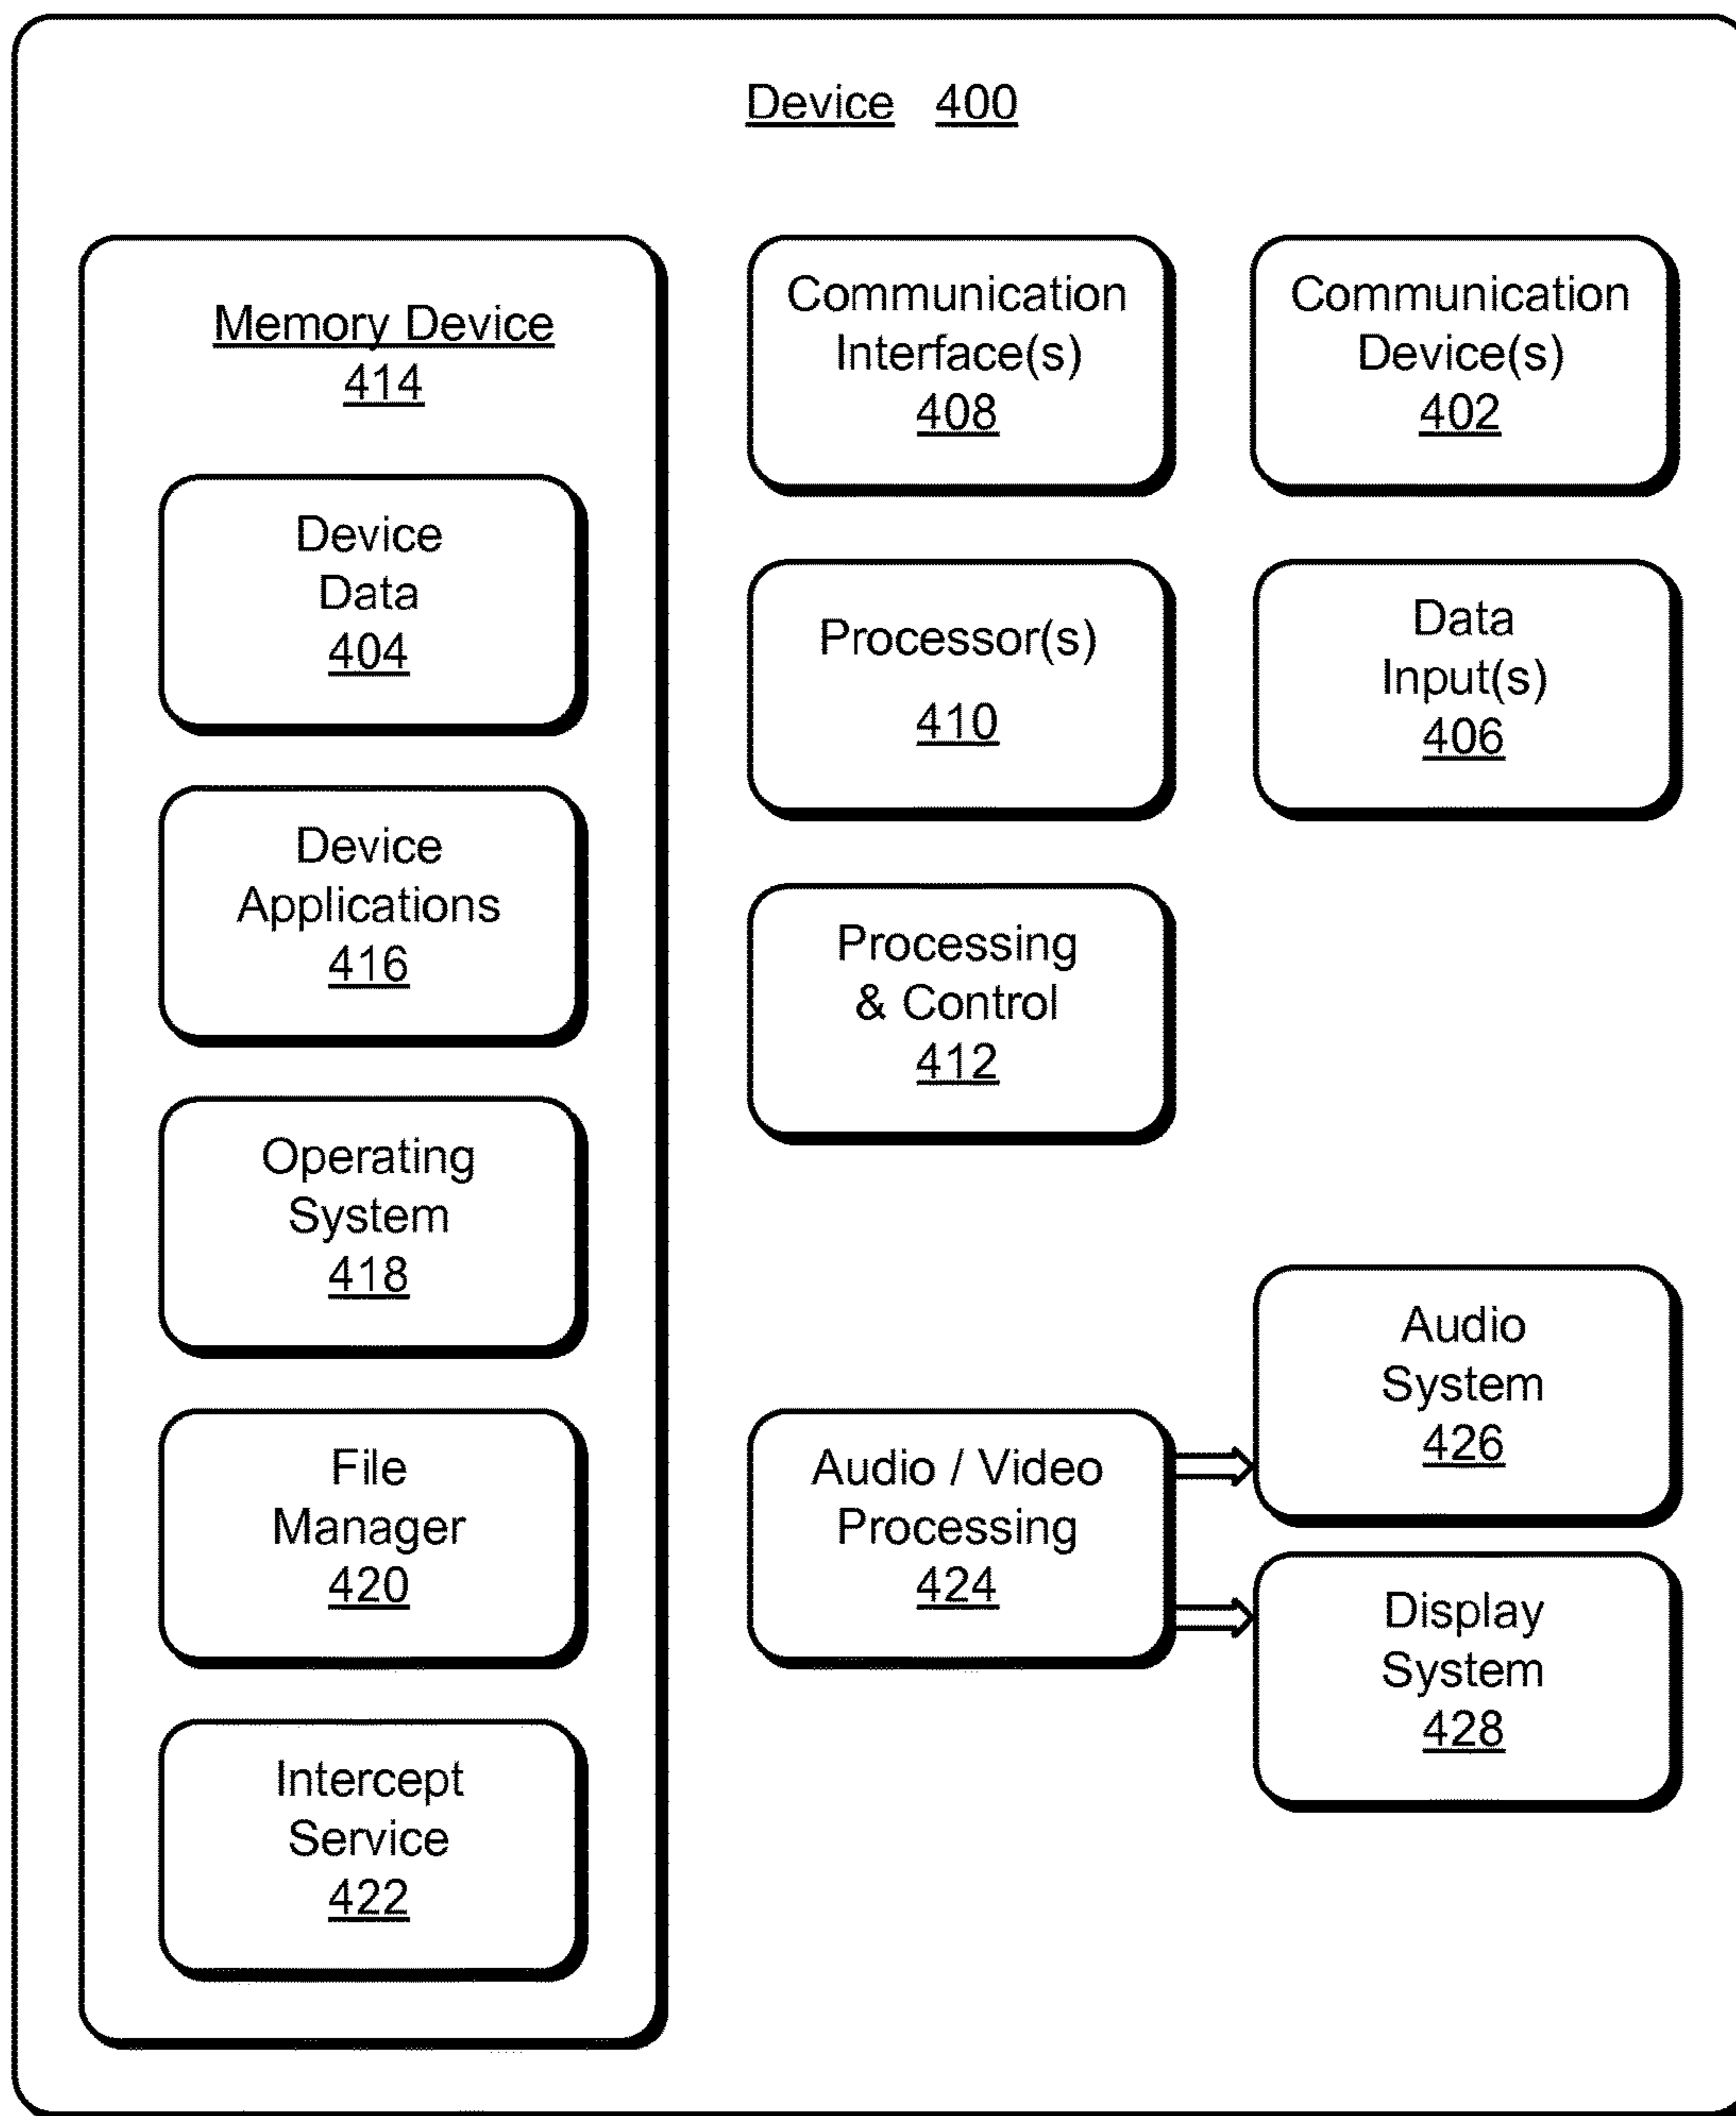 Device 400
Memory Device
414
Device
Data
404
Device
Applications
416
Operating
System
418
File
Manager
420
Intercept
Service
422
Communication
Interface(s)
408
Communication
Device(s)
402
Processor(s)
410
Data
Input(s)
406
Processing
& Control
412
Audio / Video
Processing
424
Audio
System
426
Display
System
428